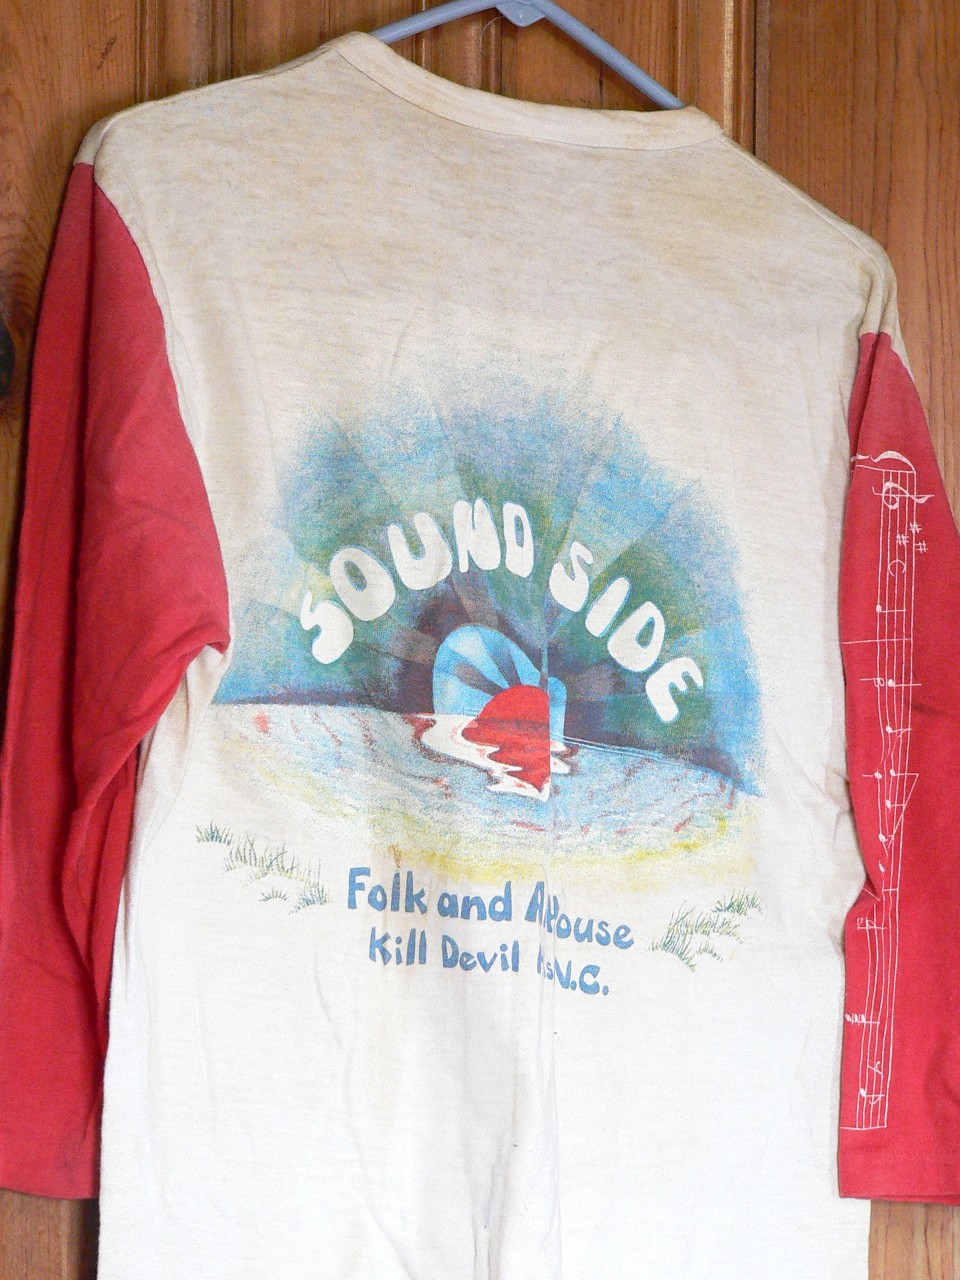 SOUND SIDE
Folk and house
Kill Devil N.C.